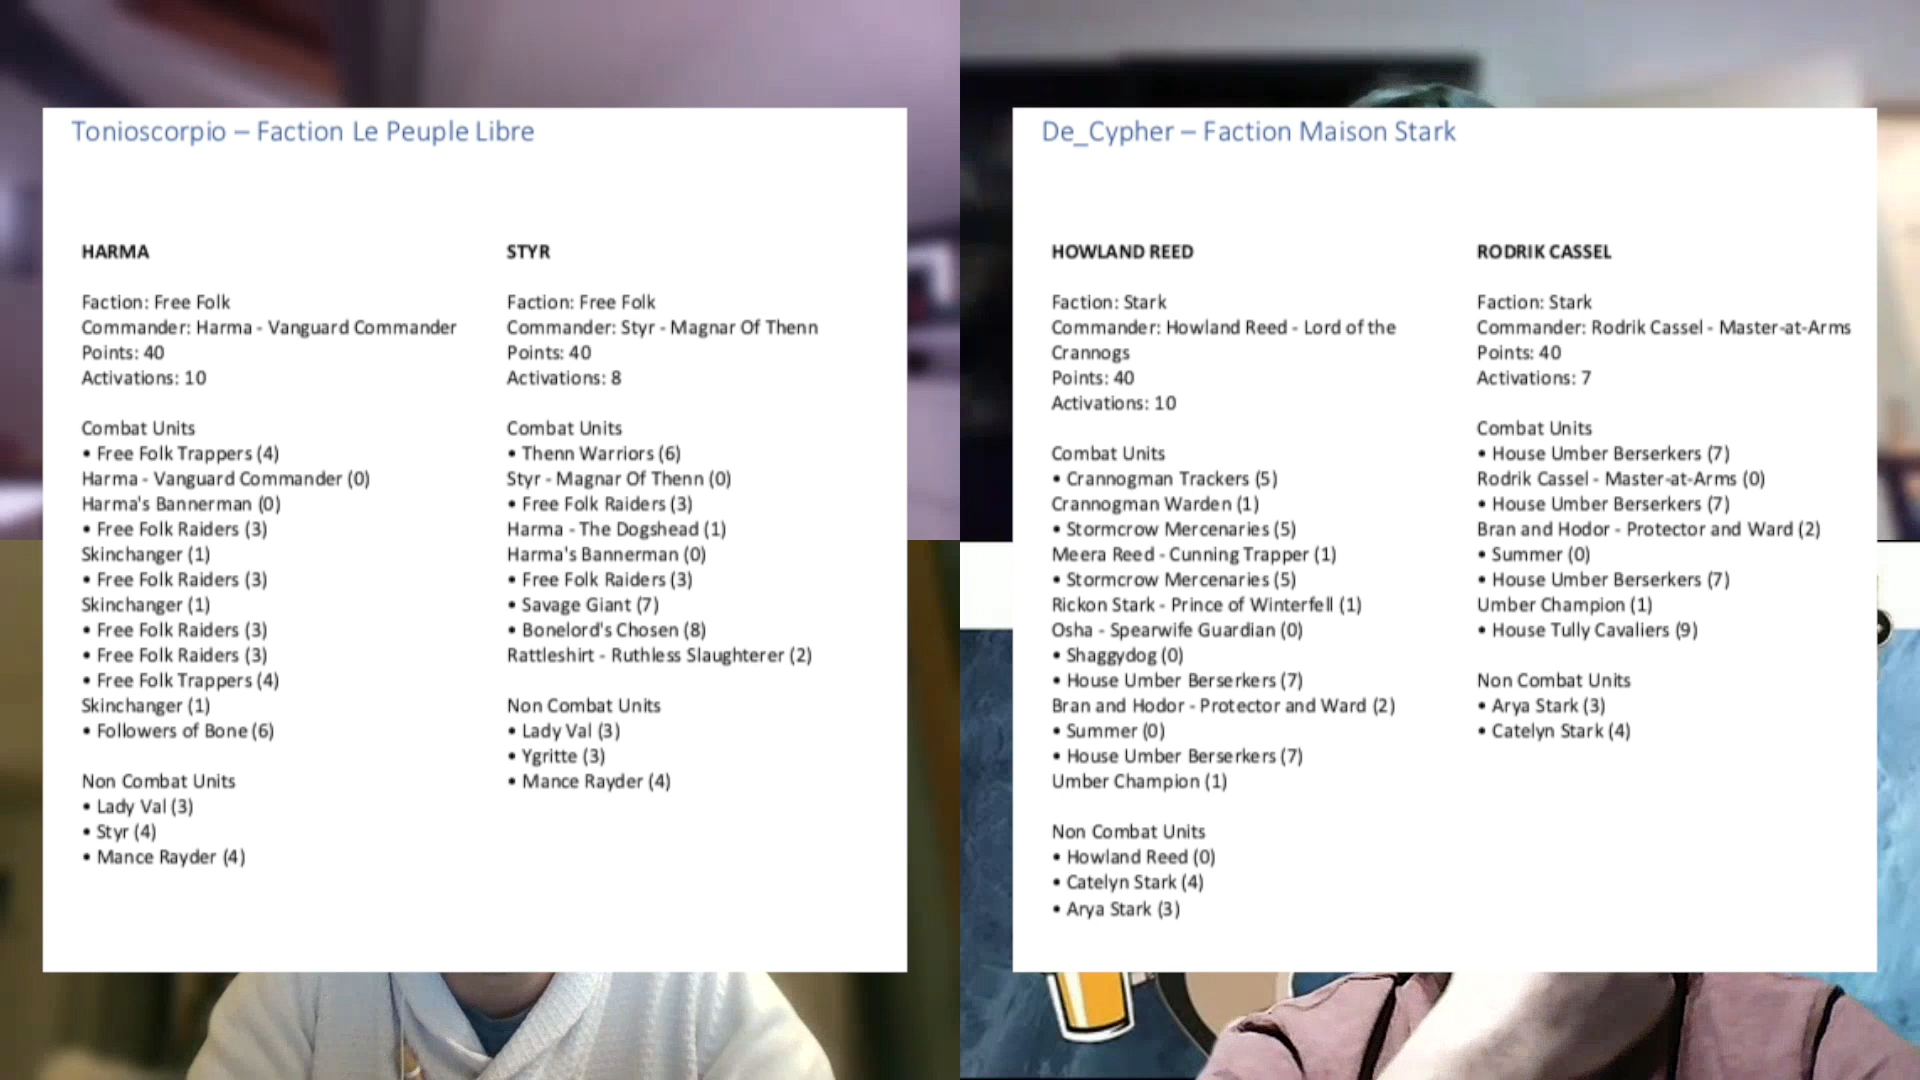 Tonioscorpio – Faction Le Peuple Libre
HARMA
Faction: Free Folk
Commander: Harma - Vanguard Commander
Points: 40
Activations: 10
Combat Units
• Free Folk Trappers (4)
Harma - Vanguard Commander (0)
Harma's Bannerman (0)
• Free Folk Raiders (3)
Skinchanger (1)
• Free Folk Raiders (3)
Skinchanger (1)
• Free Folk Raiders (3)
• Free Folk Raiders (3)
• Free Folk Trappers (4)
Skinchanger (1)
• Followers of Bone (6)
Non Combat Units
• Lady Val (3)
• Styr (4)
• Mance Rayder (4)
STYR
Faction: Free Folk
Commander: Styr - Magnar Of Thenn
Points: 40
Activations: 8
Combat Units
• Thenn Warriors (6)
Styr - Magnar Of Thenn (0)
• Free Folk Raiders (3)
Harma - The Dogshead (1)
Harma's Bannerman (0)
• Free Folk Raiders (3)
• Savage Giant (7)
• Bonelord's Chosen (8)
Rattleshirt - Ruthless Slaughterer (2)
Non Combat Units
• Lady Val (3)
• Ygritte (3)
• Mance Rayder (4)
De_Cypher – Faction Maison Stark
HOWLAND REED
Faction: Stark
Commander: Howland Reed - Lord of the
Crannogs
Points: 40
Activations: 10
Combat Units
• Crannogman Trackers (5)
Crannogman Warden (1)
• Stormcrow Mercenaries (5)
Meera Reed - Cunning Trapper (1)
• Stormcrow Mercenaries (5)
Rickon Stark - Prince of Winterfell (1)
Osha - Spearwife Guardian (0)
• Shaggydog (0)
• House Umber Berserkers (7)
Bran and Hodor - Protector and Ward (2)
• Summer (0)
• House Umber Berserkers (7)
Umber Champion (1)
Non Combat Units
• Howland Reed (0)
• Catelyn Stark (4)
• Arya Stark (3)
RODRIK CASSEL
Faction: Stark
Commander: Rodrik Cassel - Master-at-Arms
Points: 40
Activations: 7
Combat Units
• House Umber Berserkers (7)
Rodrik Cassel - Master-at-Arms (0)
• House Umber Berserkers (7)
Bran and Hodor - Protector and Ward (2)
• Summer (0)
• House Umber Berserkers (7)
Umber Champion (1)
• House Tully Cavaliers (9)
Non Combat Units
• Arya Stark (3)
• Catelyn Stark (4)